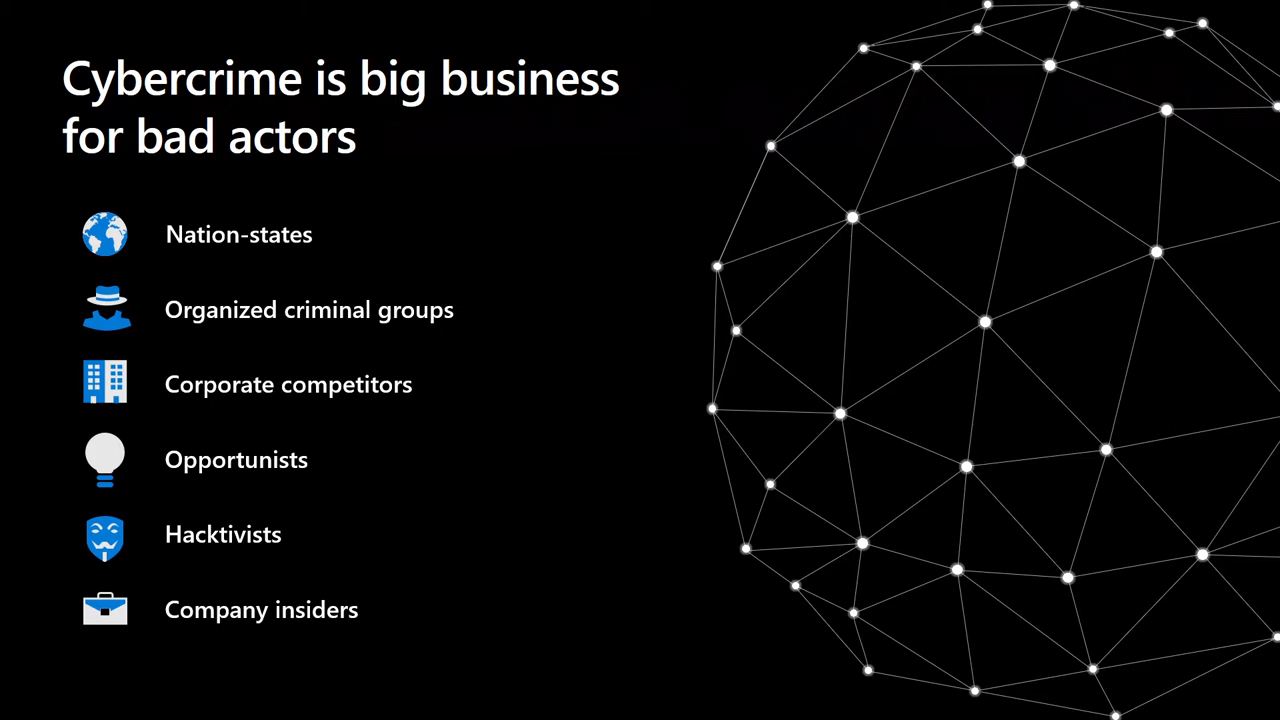 Cybercrime is big business
for bad actors
Nation-states
Organized criminal groups
Corporate competitors
Opportunists
Hacktivists
Company insiders